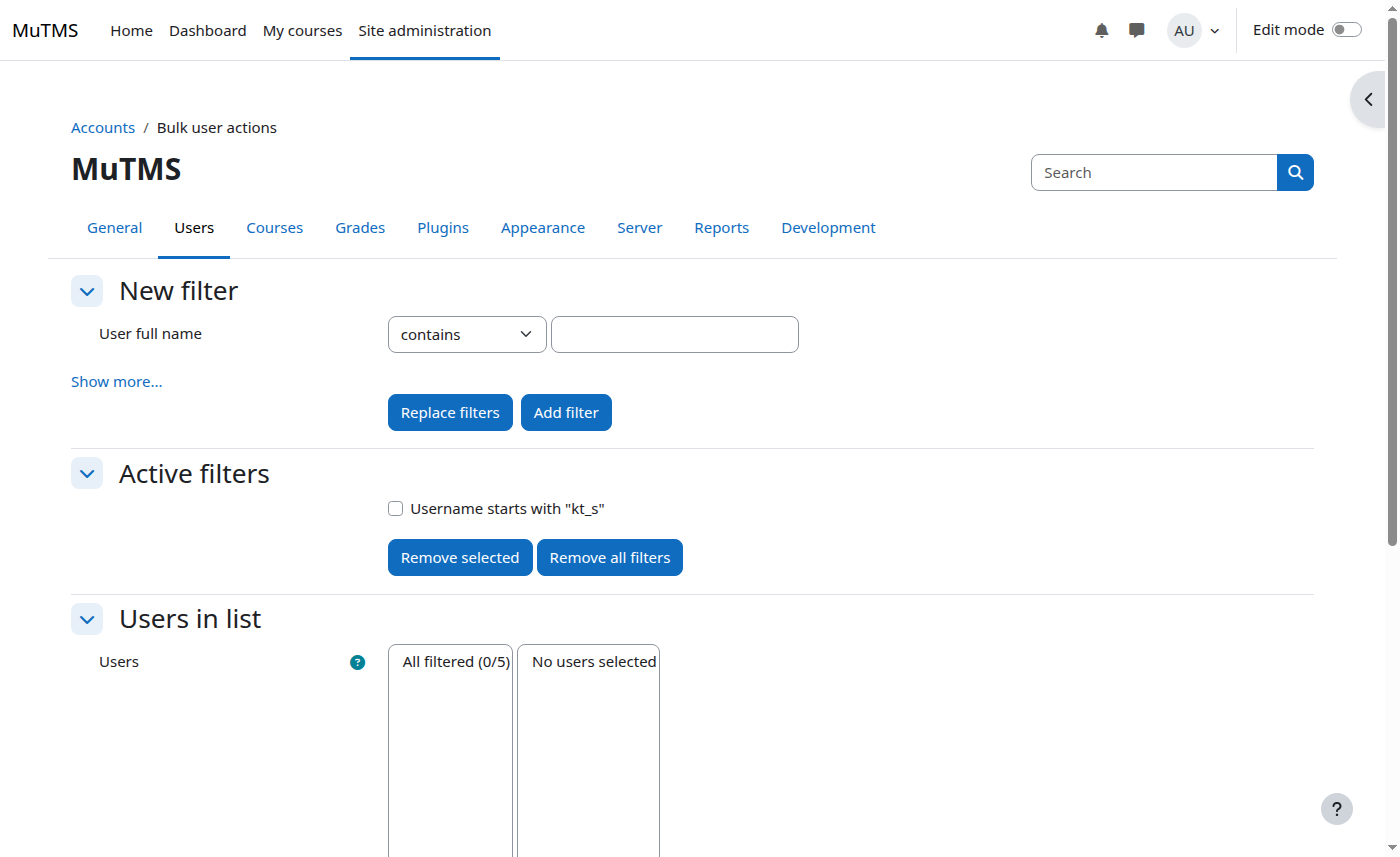 MuTMS Home Dashboard My courses Site administration AU Edit mode
Accounts / Bulk user actions
MuTMS
Search
General Users Courses Grades Plugins Appearance Server Reports Development
New filter
User full name contains
Show more...
Replace filters Add filter
Active filters
Username starts with "kt_s"
Remove selected Remove all filters
Users in list
Users ? All filtered (0/5) No users selected
?